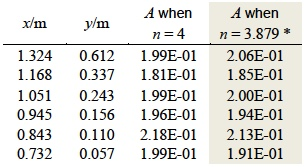 x/m y/m A when n = 4 A when n = 3.879 *
1.324 0.612 1.99E-01 2.06E-01
1.168 0.337 1.81E-01 1.85E-01
1.051 0.243 1.99E-01 2.00E-01
0.945 0.156 1.96E-01 1.94E-01
0.843 0.110 2.18E-01 2.13E-01
0.732 0.057 1.99E-01 1.91E-01